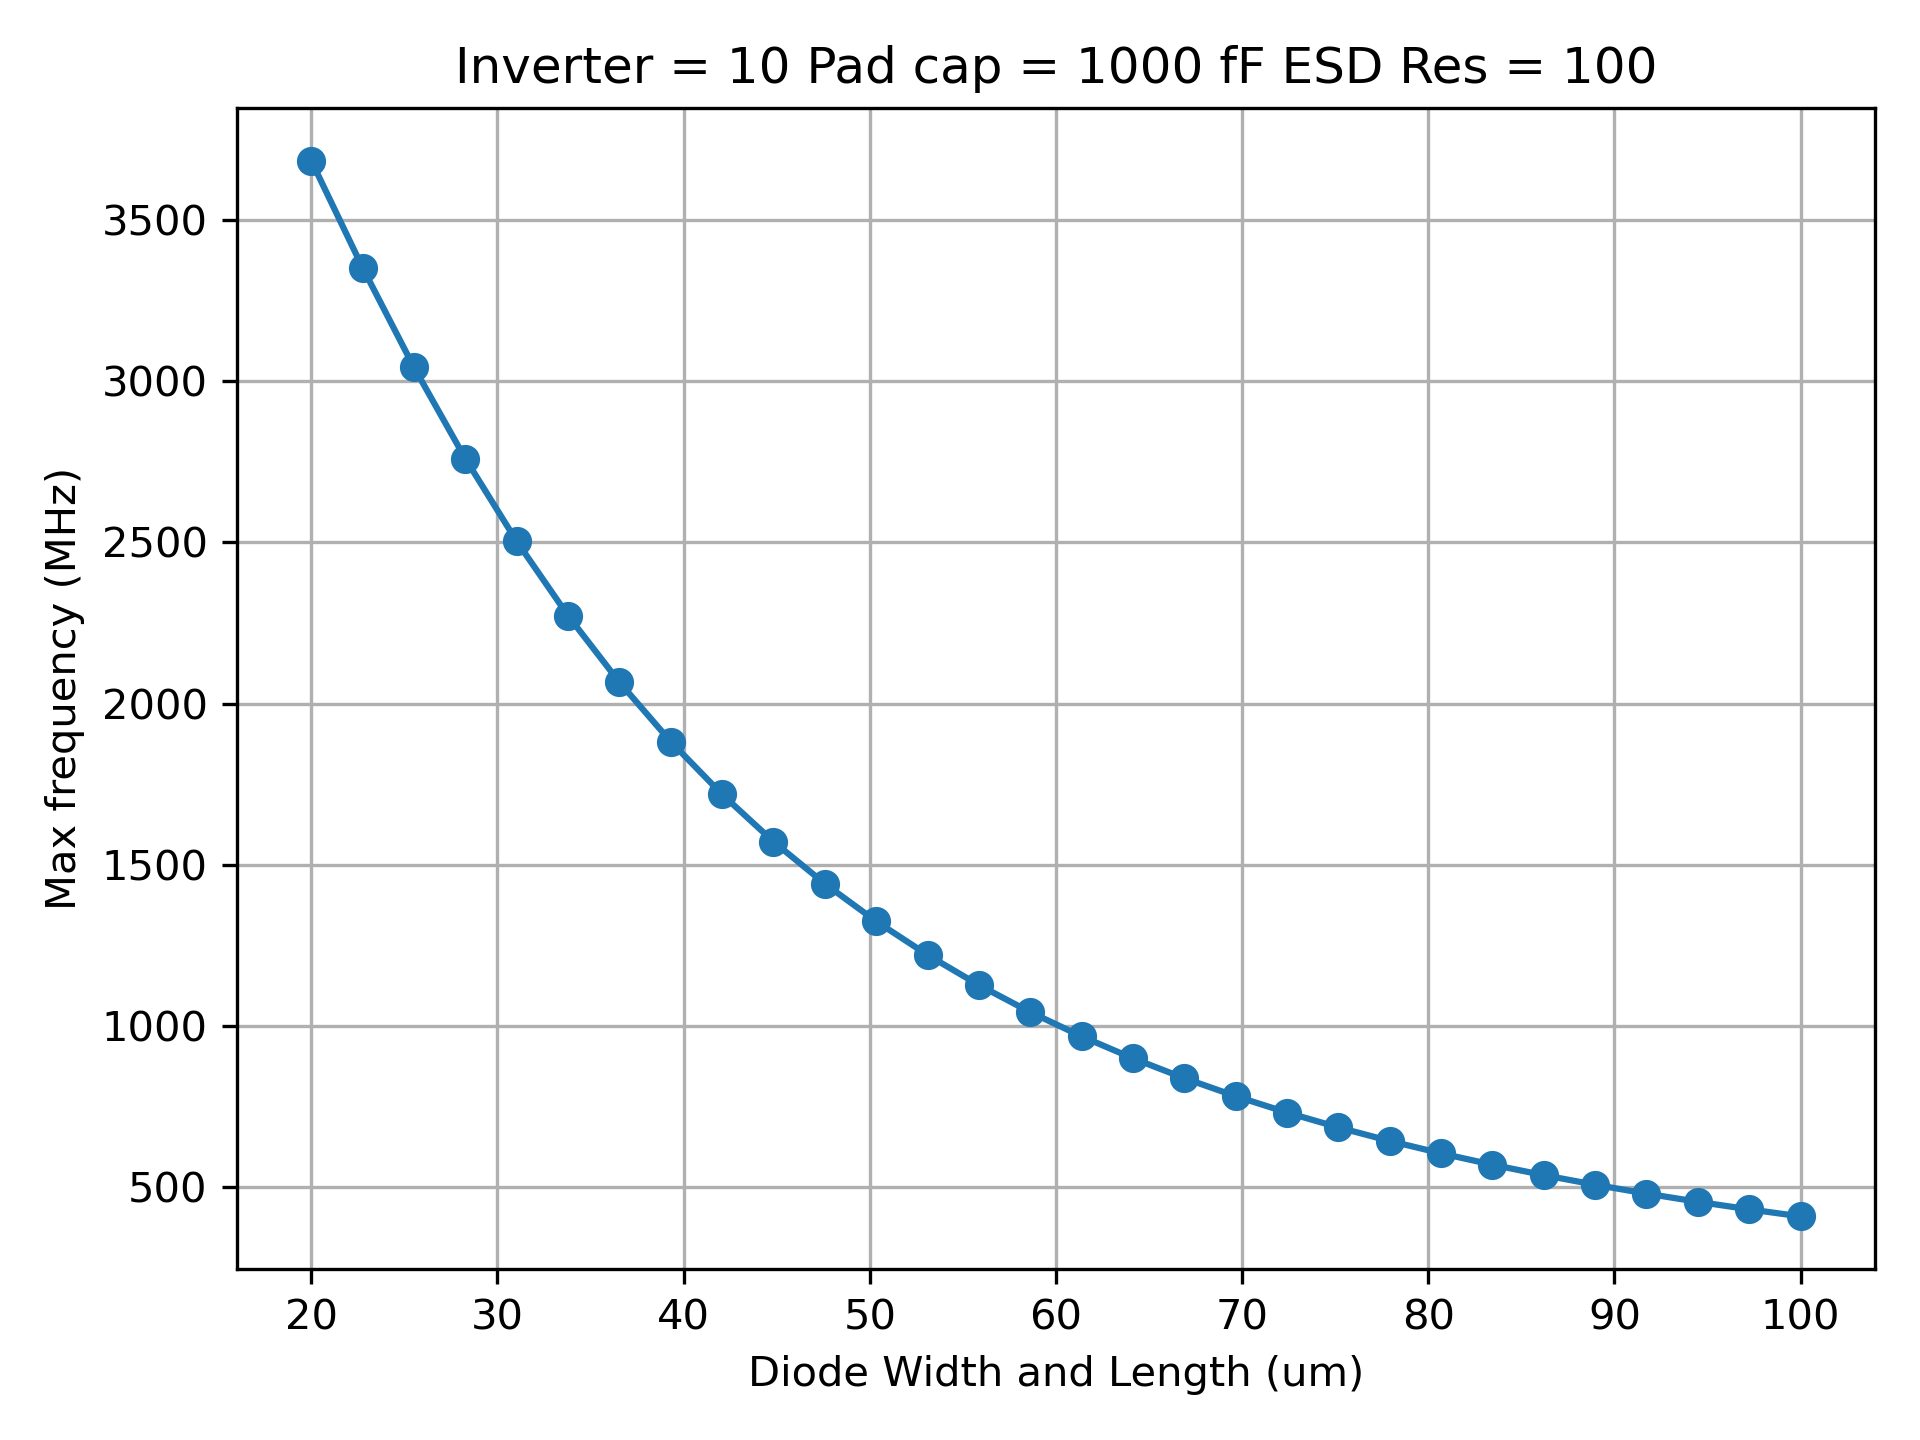 Inverter = 10 Pad cap = 1000 fF ESD Res = 100
Max frequency (MHz)
3500
3000
2500
2000
1500
1000
500
20 30 40 50 60 70 80 90 100
Diode Width and Length (um)